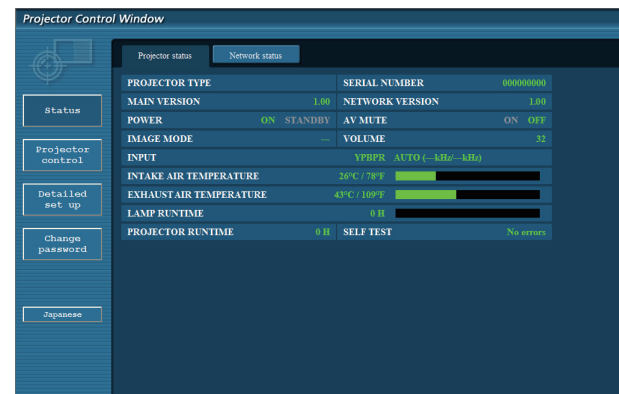 Projector Control Window
Projector status Network status
Status
Projector control
Detailed set up
Change password
Japanese
PROJECTOR TYPE SERIAL NUMBER 000000000
MAIN VERSION 1.00 NETWORK VERSION 1.00
POWER ON STANDBY AV MUTE ON OFF
IMAGE MODE --- VOLUME 32
INPUT YPBPR AUTO (---kHz/---kHz)
INTAKE AIR TEMPERATURE 26°C / 78°F
EXHAUST AIR TEMPERATURE 43°C / 109°F
LAMP RUNTIME 0 H
PROJECTOR RUNTIME 0 H SELF TEST No errors